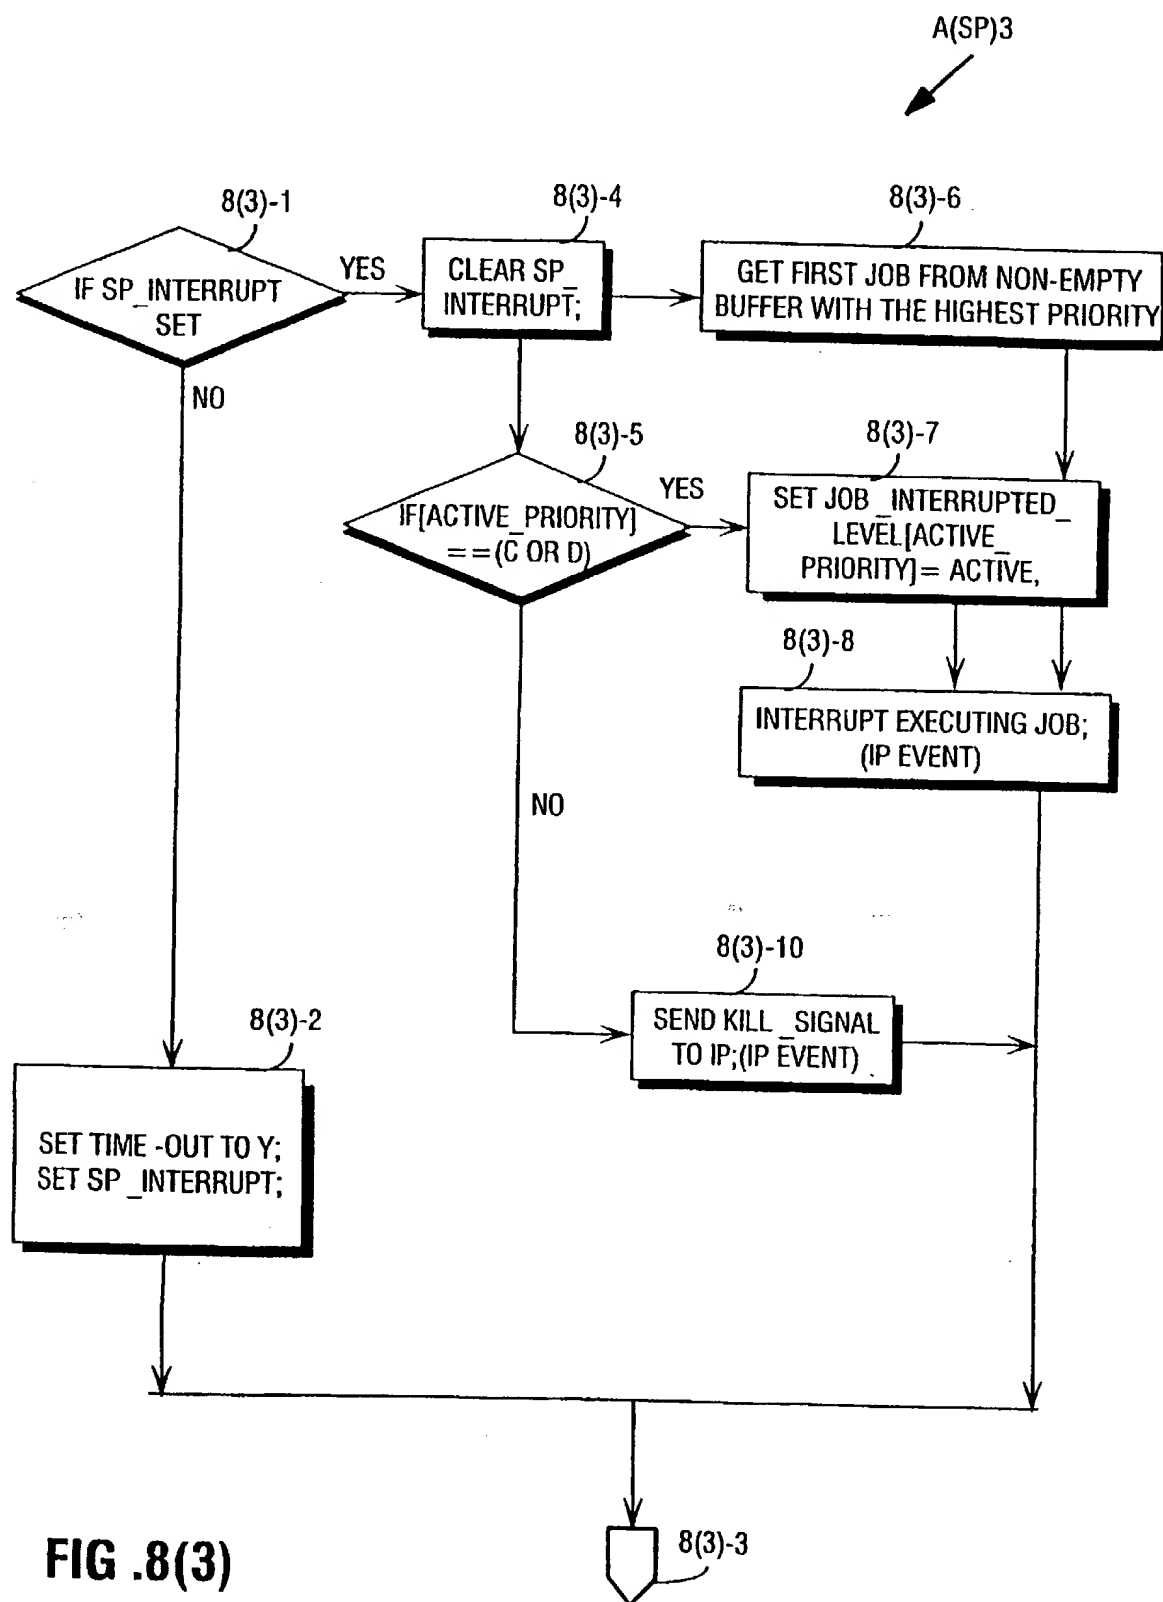 A(SP)3
8(3)-1
8(3)-4
8(3)-6
IF SP_INTERRUPT
SET
YES
CLEAR SP_
INTERRUPT;
GET FIRST JOB FROM NON-EMPTY
BUFFER WITH THE HIGHEST PRIORITY
NO
8(3)-5
8(3)-7
IF[ACTIVE_PRIORITY]
==(C OR D)
YES
SET JOB_INTERRUPTED_
LEVEL[ACTIVE_
PRIORITY]= ACTIVE,
8(3)-8
INTERRUPT EXECUTING JOB;
(IP EVENT)
NO
8(3)-10
SEND KILL_SIGNAL
TO IP;(IP EVENT)
8(3)-2
SET TIME -OUT TO Y;
SET SP_INTERRUPT;
8(3)-3
FIG .8(3)